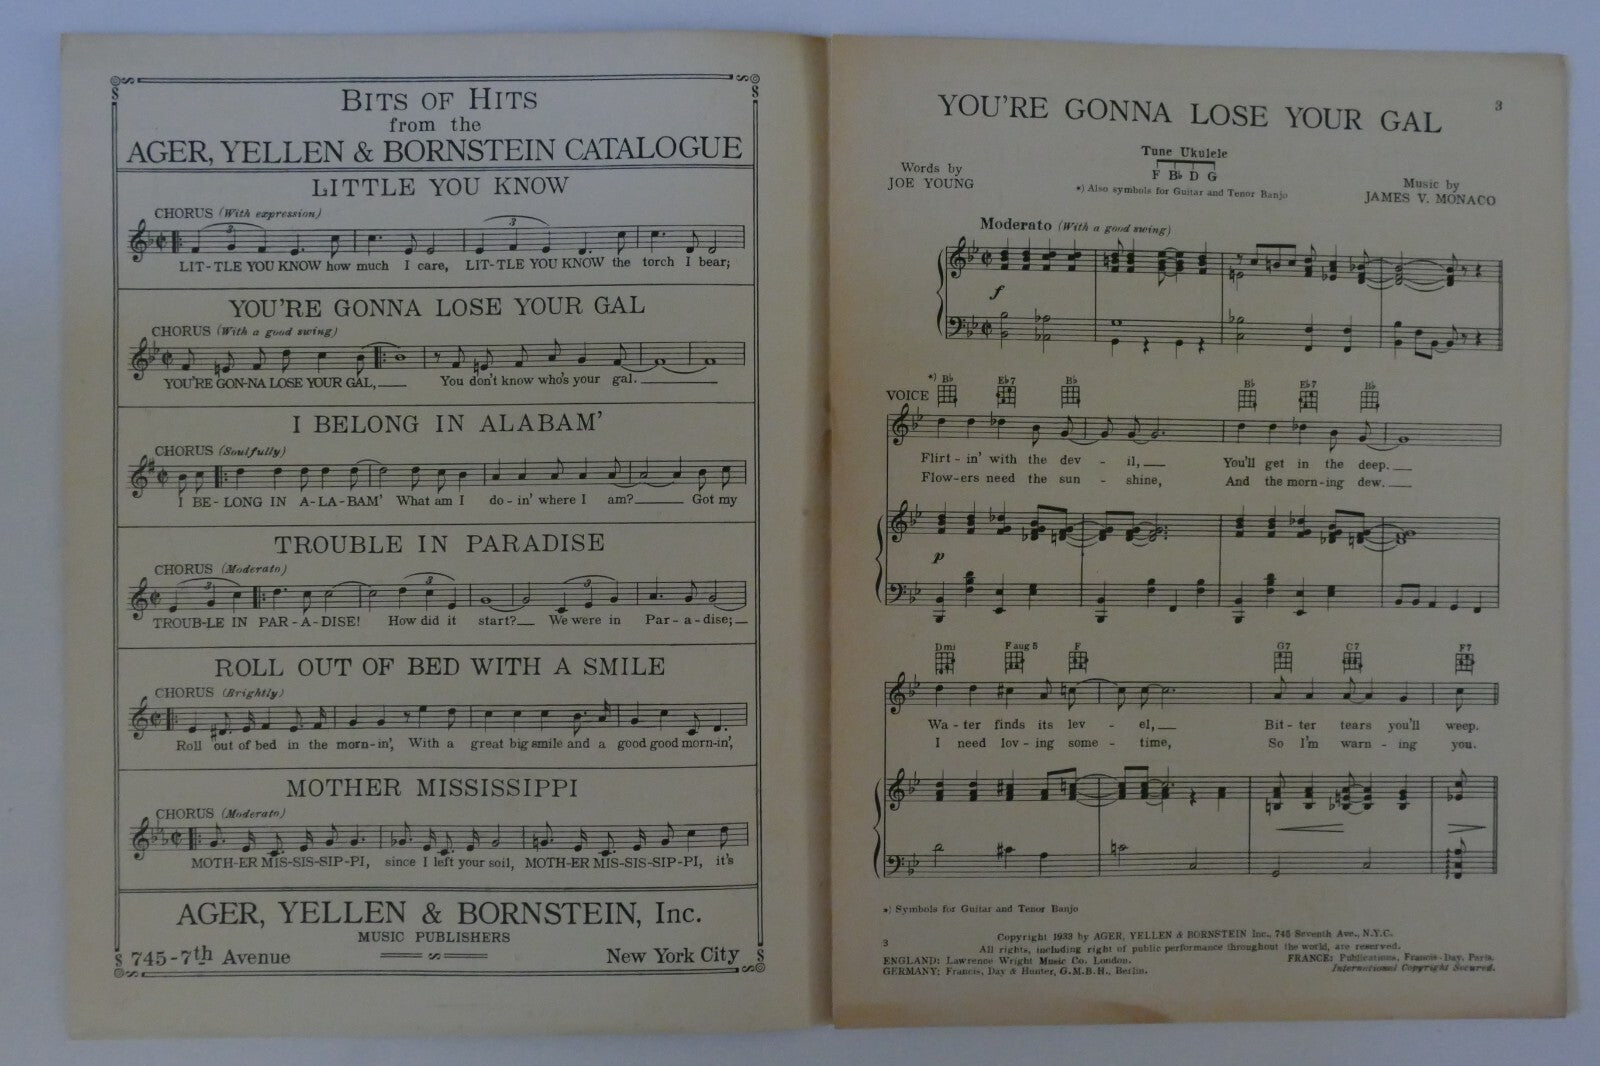 BITS OF HITS
from the
AGER, YELLEN & BORNSTEIN CATALOGUE
LITTLE YOU KNOW
CHORUS (With expression)
3
3
LIT-TLE YOU KNOW how much I care, LIT-TLE YOU KNOW the torch I bear;
YOU'RE GONNA LOSE YOUR GAL
CHORUS (With a good swing)
YOU'RE GON-NA LOSE YOUR GAL, You don't know who's your gal.
I BELONG IN ALABAM'
CHORUS (Soulfully)
I BE-LONG IN A-LA-BAM' What am I do-in' where I am? Got my
TROUBLE IN PARADISE
CHORUS (Moderato)
3
3
3
TROUB-LE IN PAR-A-DISE! How did it start? We were in Par-a-dise;
ROLL OUT OF BED WITH A SMILE
CHORUS (Brightly)
Roll out of bed in the morn-in', With a great big smile and a good good morn-in',
MOTHER MISSISSIPPI
CHORUS (Moderato)
MOTH-ER MIS-SIS-SIP-PI, since I left your soil, MOTH-ER MIS-SIS-SIP-PI, it's
AGER, YELLEN & BORNSTEIN, Inc.
MUSIC PUBLISHERS
745-7th Avenue New York City
3
YOU'RE GONNA LOSE YOUR GAL
Tune Ukulele
F B♭ D G
*) Also symbols for Guitar and Tenor Banjo
Words by
JOE YOUNG
Music by
JAMES V. MONACO
Moderato (With a good swing)
f
*) B♭ E♭7 B♭ B♭ E♭7 B♭
VOICE
Flirt-in' with the dev-il, You'll get in the deep.
Flow-ers need the sun-shine, And the morn-ing dew.
p
Dmi F aug 5 F G7 C7 F7
Wa-ter finds its lev-el, Bit-ter tears you'll weep.
I need lov-ing some-time, So I'm warn-ing you.
*) Symbols for Guitar and Tenor Banjo
3
Copyright 1933 by AGER, YELLEN & BORNSTEIN Inc., 745 Seventh Ave., N.Y.C.
All rights, including right of public performance throughout the world, are reserved.
ENGLAND: Lawrence Wright Music Co. London. FRANCE: Publications, Francis-Day, Paris.
GERMANY: Francis, Day & Hunter, G.M.B.H., Berlin. International Copyright Secured.